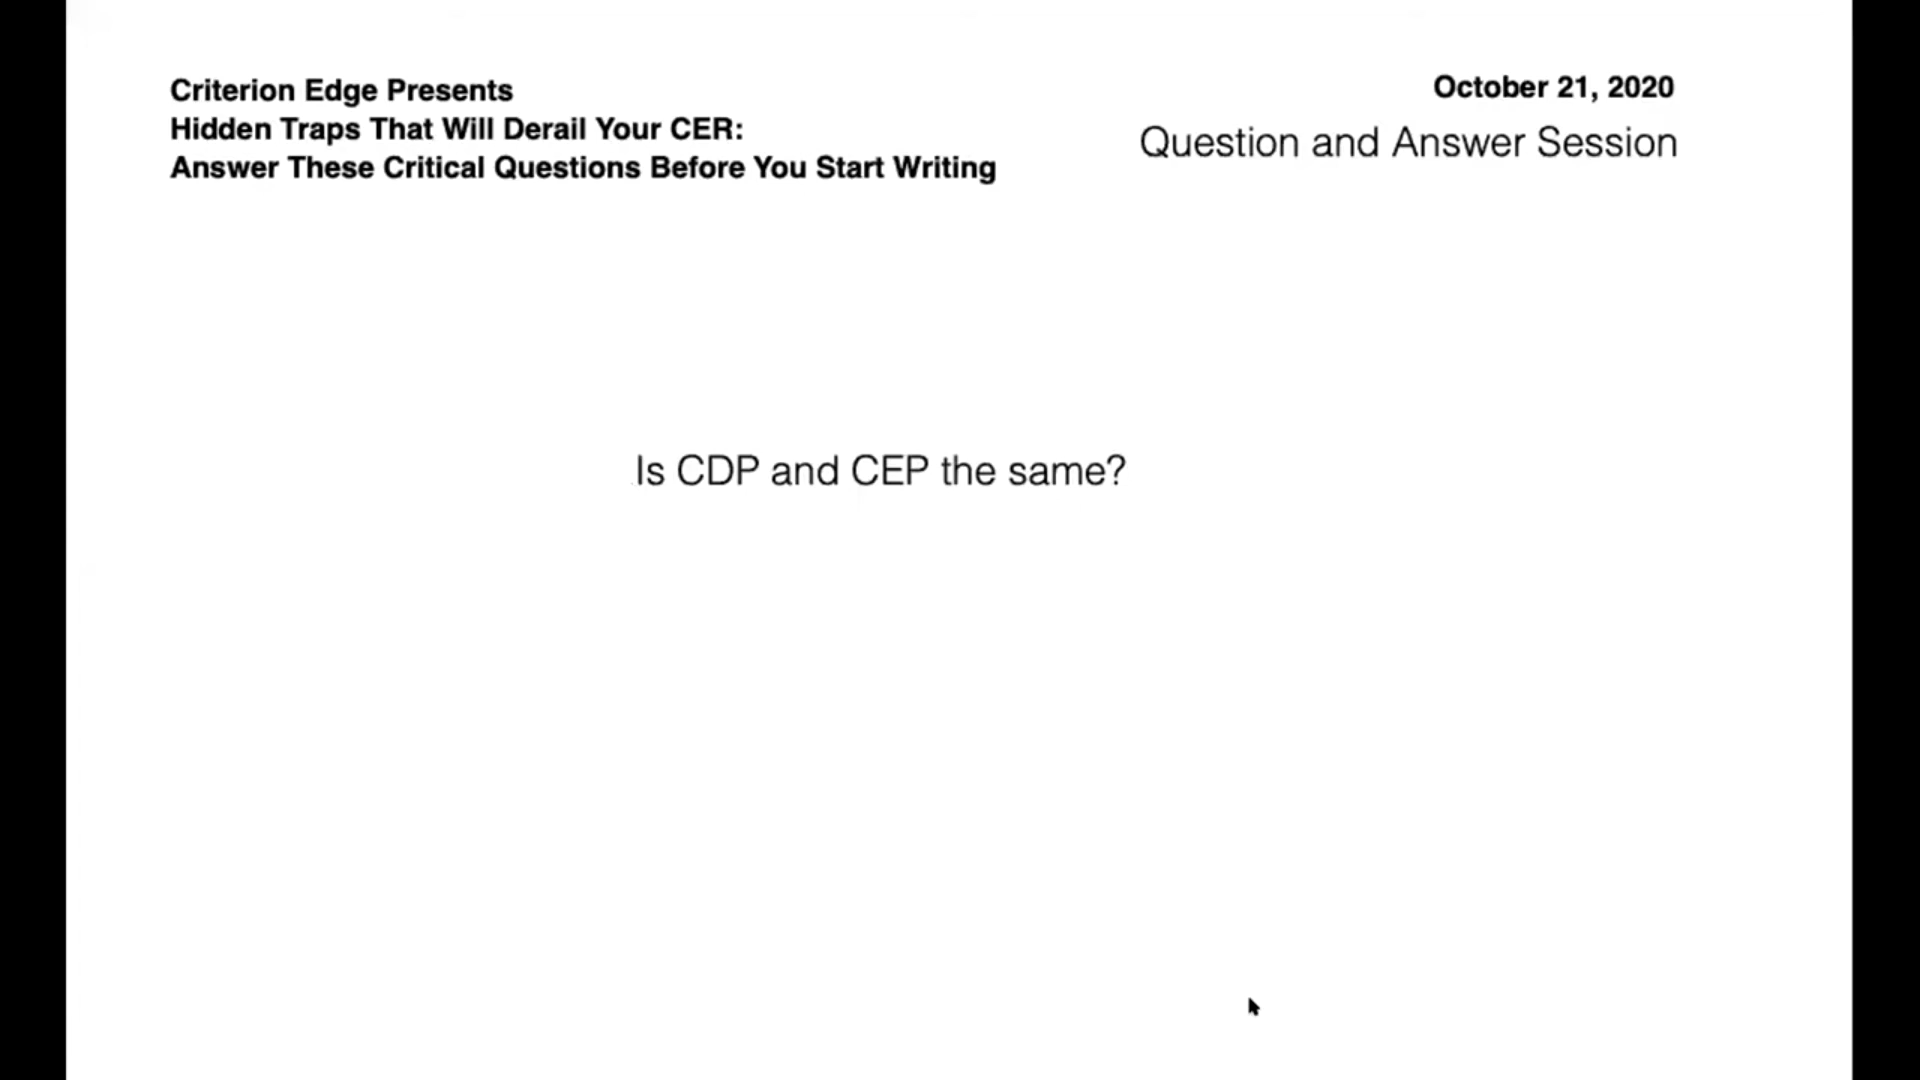 Criterion Edge Presents
Hidden Traps That Will Derail Your CER:
Answer These Critical Questions Before You Start Writing
October 21, 2020
Question and Answer Session
Is CDP and CEP the same?